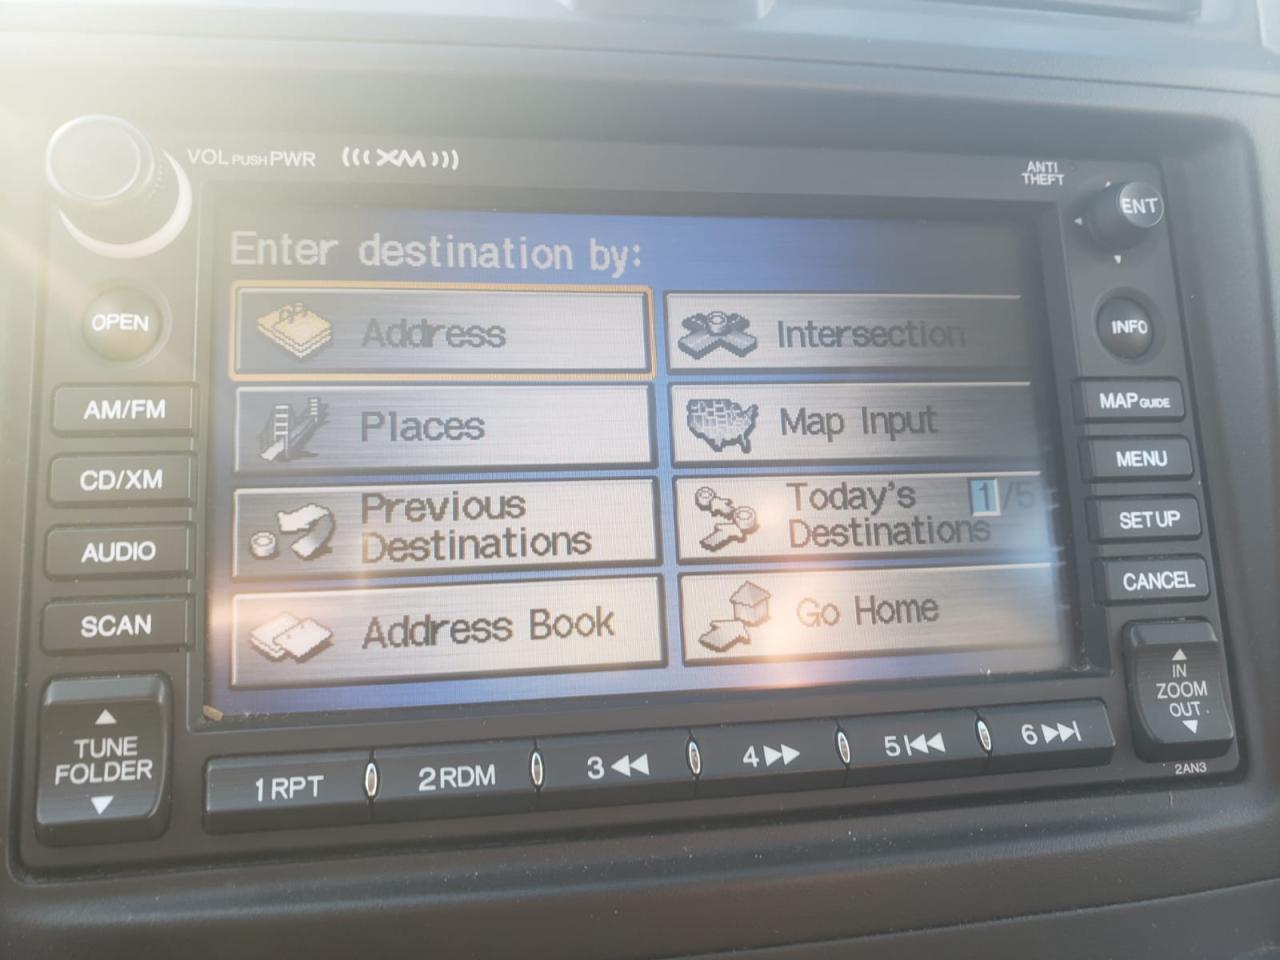 VOL PUSH PWR
(((XM)))
ANTI
THEFT
ENT
Enter destination by:
OPEN
Address
Intersection
INFO
AM/FM
Places
Map Input
MAP GUIDE
CD/XM
MENU
Previous
Destinations
Today's
Destinations
1/5
SETUP
AUDIO
CANCEL
SCAN
Address Book
Go Home
TUNE
FOLDER
IN
ZOOM
OUT
1 RPT
2 RDM
3 ◀◀
4 ▶▶
5 |◀◀
6 ▶▶|
2AN3